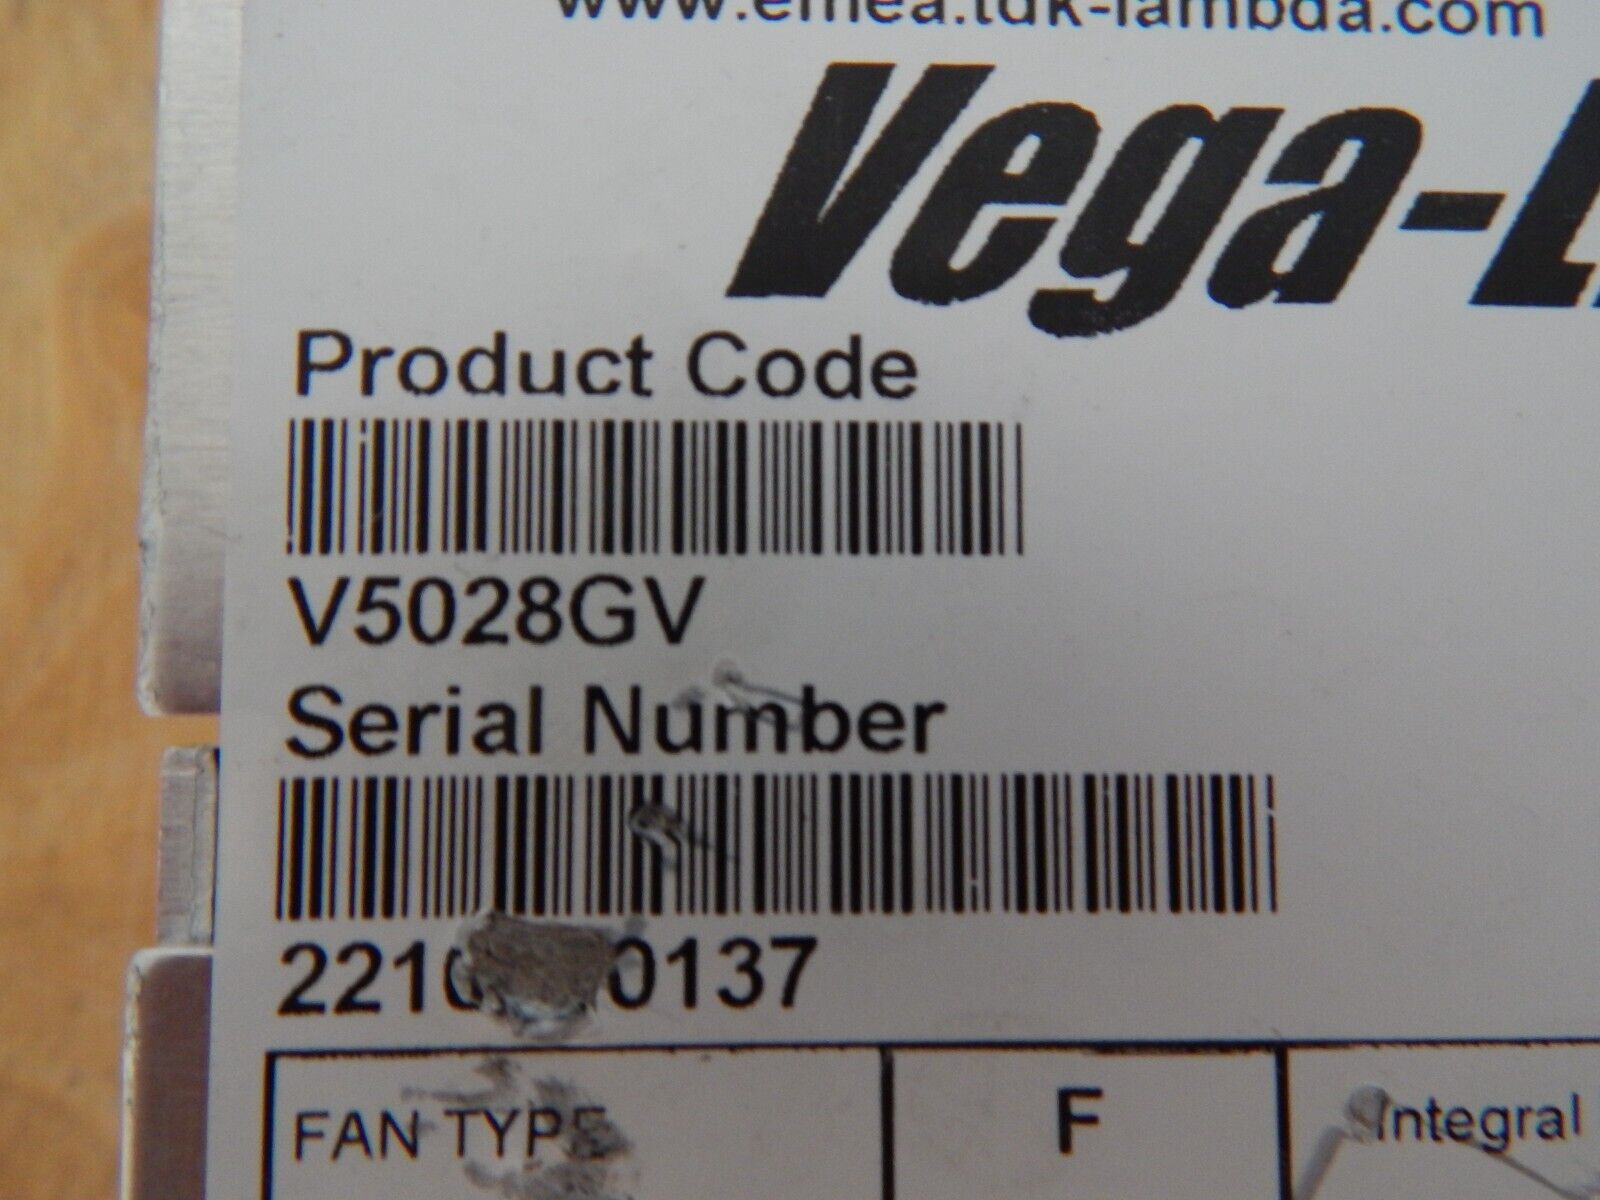 www.emea.tdk-lambda.com
Vega-L
Product Code
V5028GV
Serial Number
FAN TYPE
F
Integral